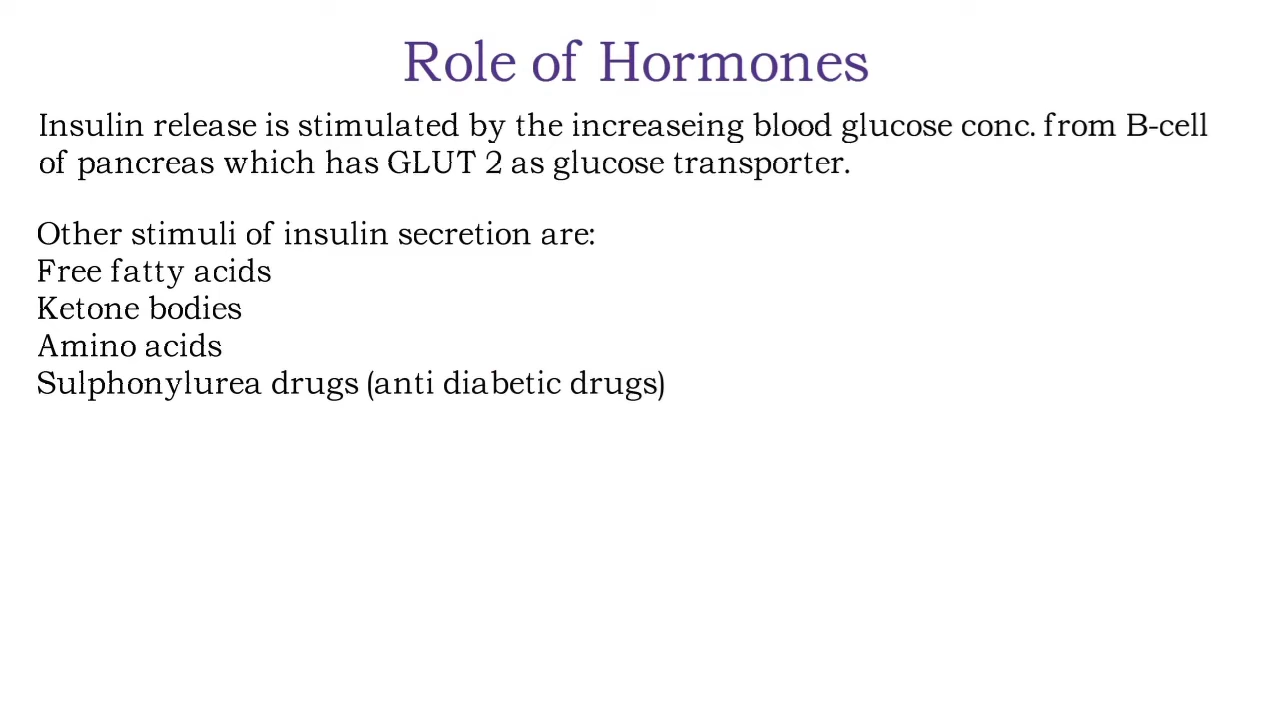 Role of Hormones
Insulin release is stimulated by the increaseing blood glucose conc. from B-cell
of pancreas which has GLUT 2 as glucose transporter.
Other stimuli of insulin secretion are:
Free fatty acids
Ketone bodies
Amino acids
Sulphonylurea drugs (anti diabetic drugs)